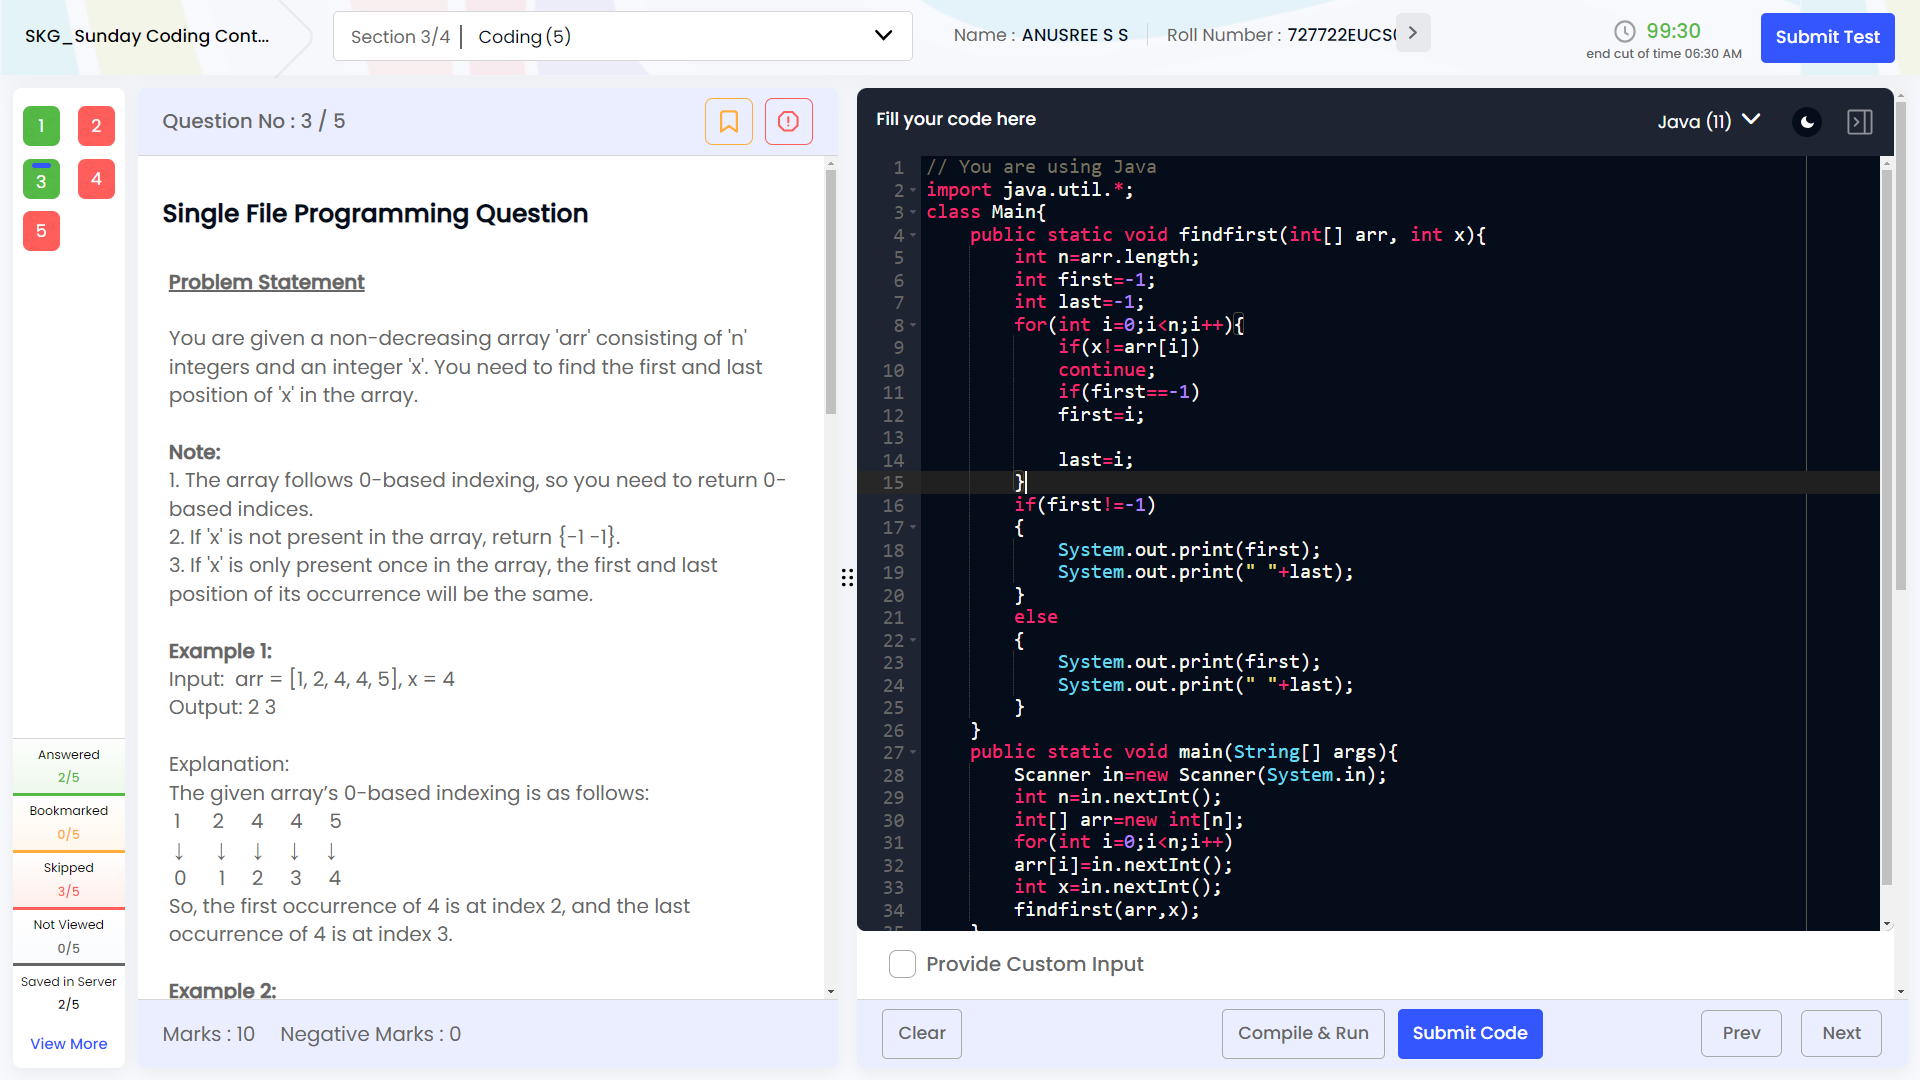 SKG_Sunday Coding Cont...
Section 3/4 | Coding (5)
Name : ANUSREE S S
Roll Number : 727722EUCS
99:30
end cut of time 06:30 AM
Submit Test
1 2
3 4
5
Answered
2/5
Bookmarked
0/5
Skipped
3/5
Not Viewed
0/5
Saved in Server
2/5
View More
Question No : 3 / 5
Single File Programming Question
Problem Statement
You are given a non-decreasing array 'arr' consisting of 'n'
integers and an integer 'x'. You need to find the first and last
position of 'x' in the array.
Note:
1. The array follows 0-based indexing, so you need to return 0-
based indices.
2. If 'x' is not present in the array, return {-1 -1}.
3. If 'x' is only present once in the array, the first and last
position of its occurrence will be the same.
Example 1:
Input:  arr = [1, 2, 4, 4, 5], x = 4
Output: 2 3
Explanation:
The given array’s 0-based indexing is as follows:
1 2 4 4 5
↓ ↓ ↓ ↓ ↓
0 1 2 3 4
So, the first occurrence of 4 is at index 2, and the last
occurrence of 4 is at index 3.
Example 2:
Marks : 10 Negative Marks : 0
Fill your code here
Java (11)
1 // You are using Java
2 import java.util.*;
3 class Main{
4     public static void findfirst(int[] arr, int x){
5         int n=arr.length;
6         int first=-1;
7         int last=-1;
8         for(int i=0;i<n;i++){
9             if(x!=arr[i])
10             continue;
11             if(first==-1)
12             first=i;
13
14             last=i;
15         }
16         if(first!=-1)
17         {
18             System.out.print(first);
19             System.out.print(" "+last);
20         }
21         else
22         {
23             System.out.print(first);
24             System.out.print(" "+last);
25         }
26     }
27     public static void main(String[] args){
28         Scanner in=new Scanner(System.in);
29         int n=in.nextInt();
30         int[] arr=new int[n];
31         for(int i=0;i<n;i++)
32         arr[i]=in.nextInt();
33         int x=in.nextInt();
34         findfirst(arr,x);
Provide Custom Input
Clear
Compile & Run
Submit Code
Prev
Next